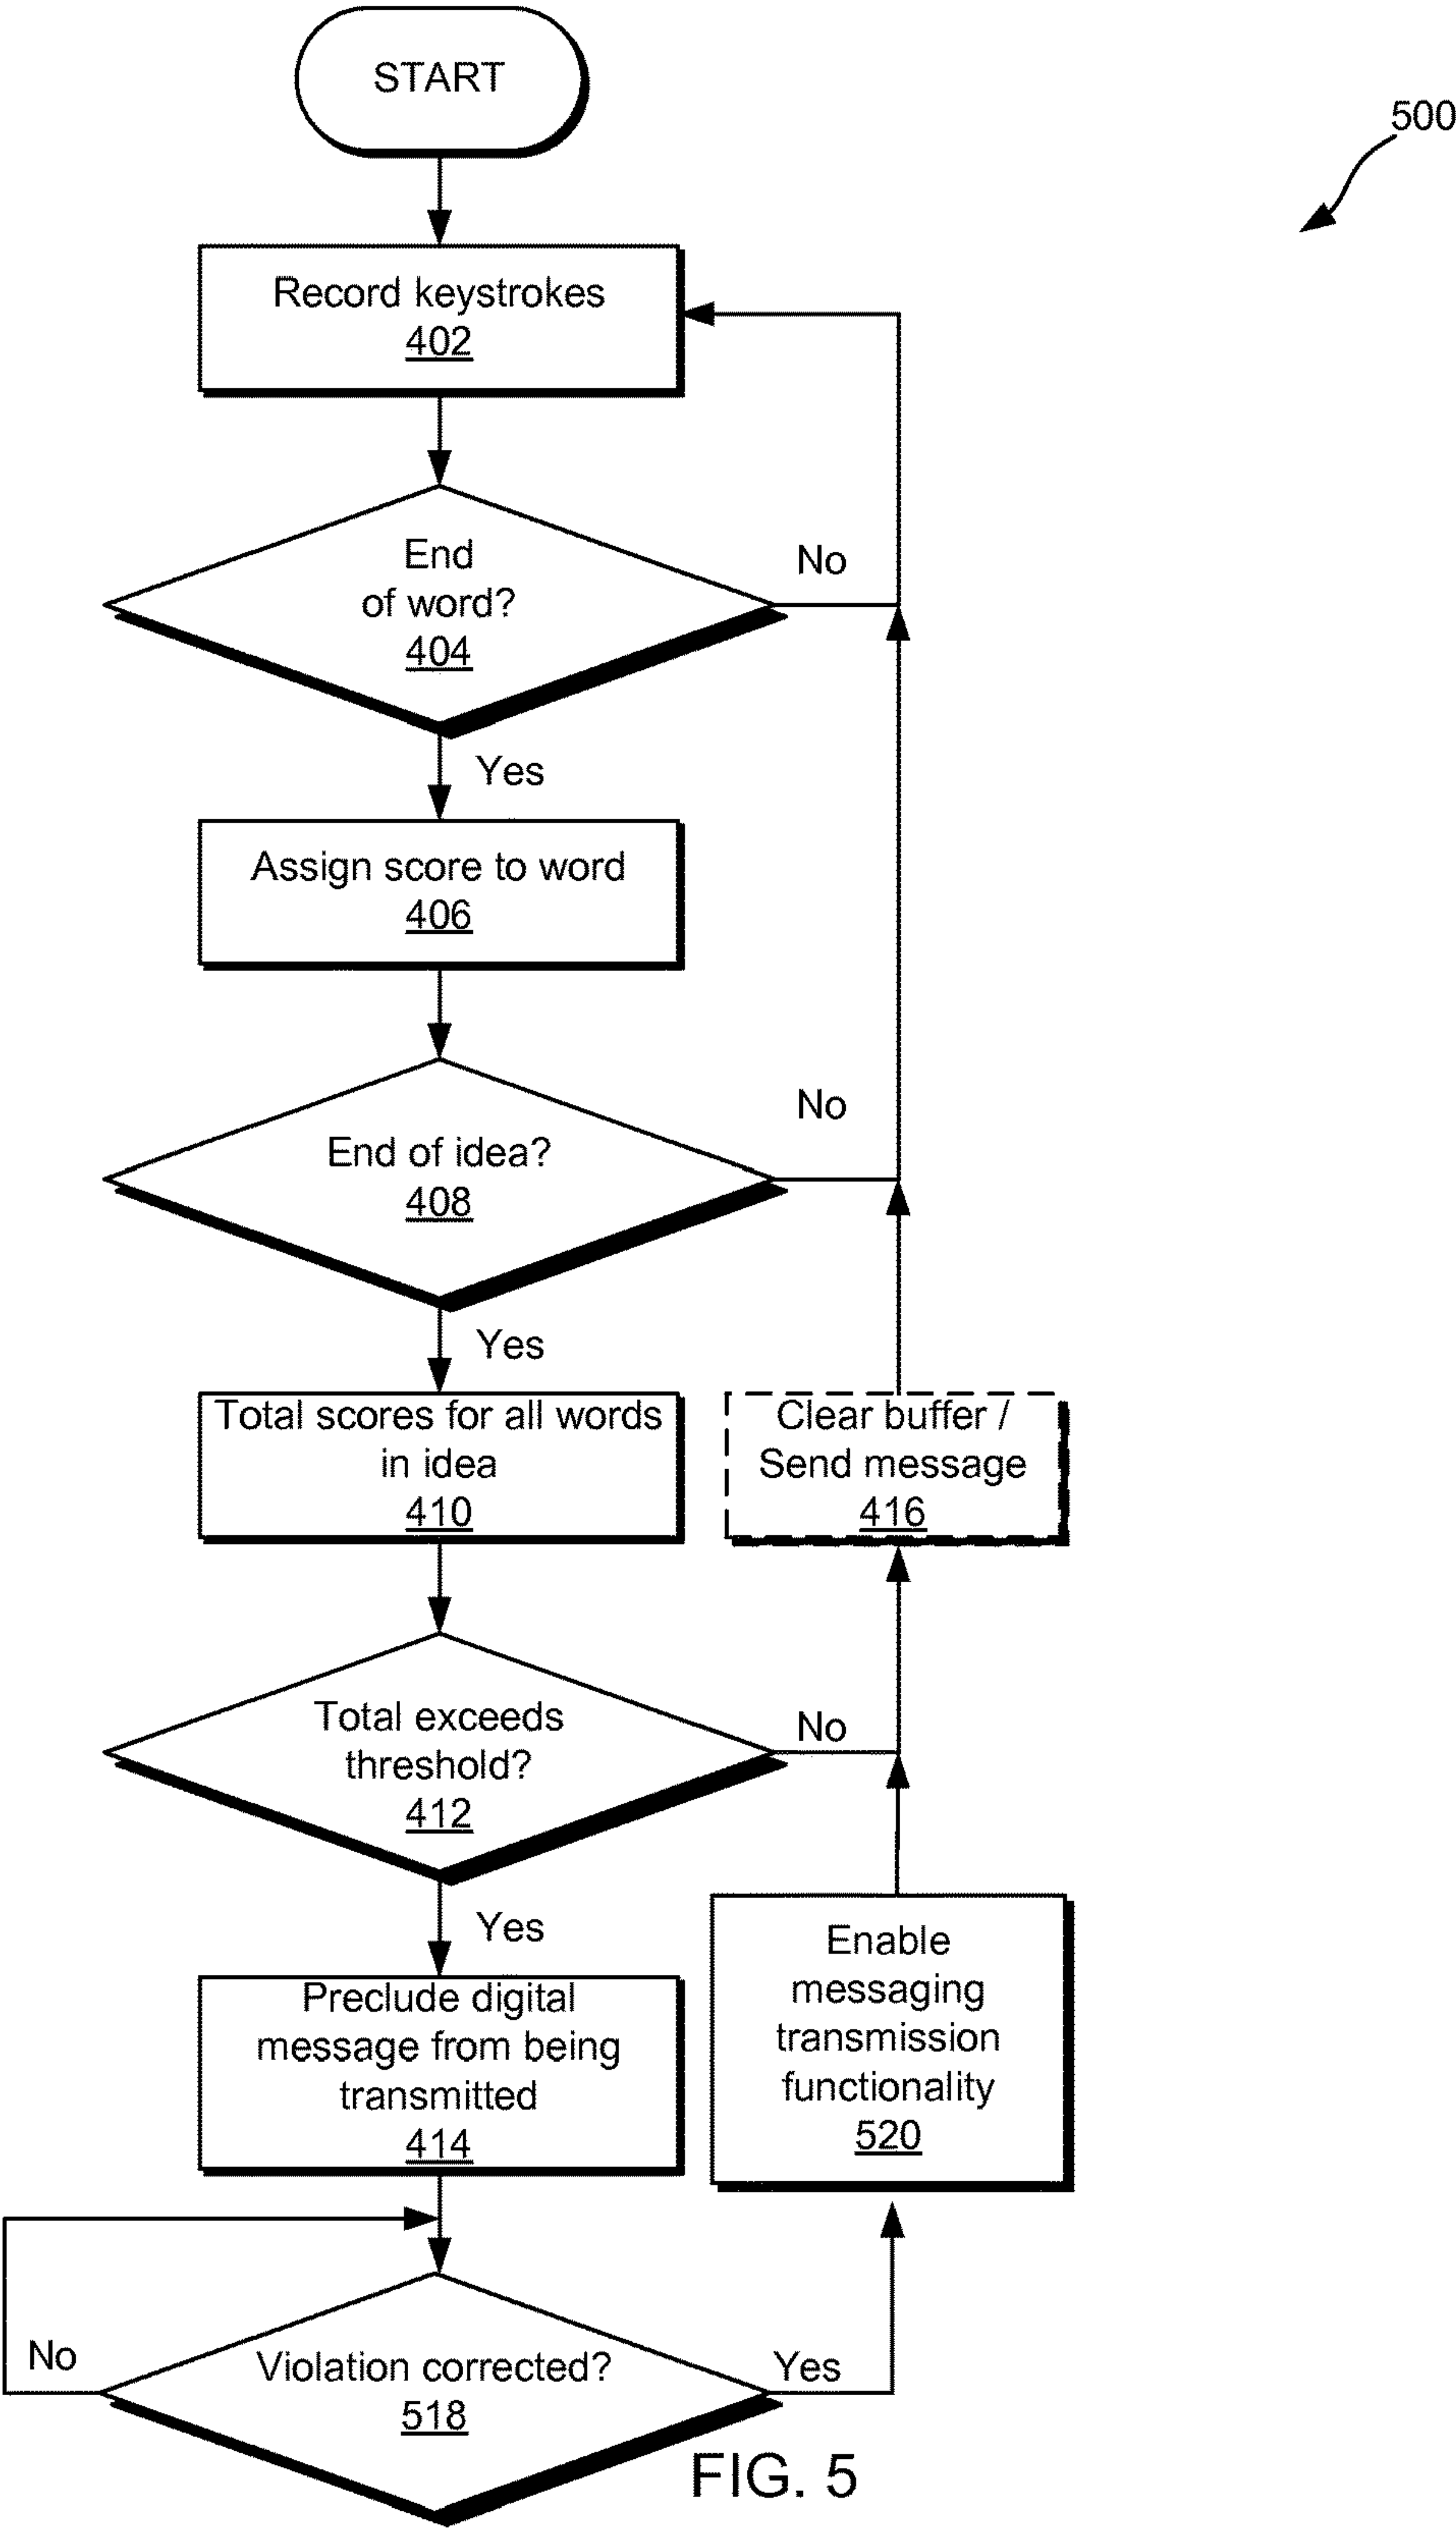 START
500
Record keystrokes
402
End
of word?
404
No
Yes
Assign score to word
406
End of idea?
408
No
Yes
Total scores for all words
in idea
410
Clear buffer /
Send message
416
Total exceeds
threshold?
412
No
Yes
Preclude digital
message from being
transmitted
414
Enable
messaging
transmission
functionality
520
No
Violation corrected?
518
Yes
FIG. 5